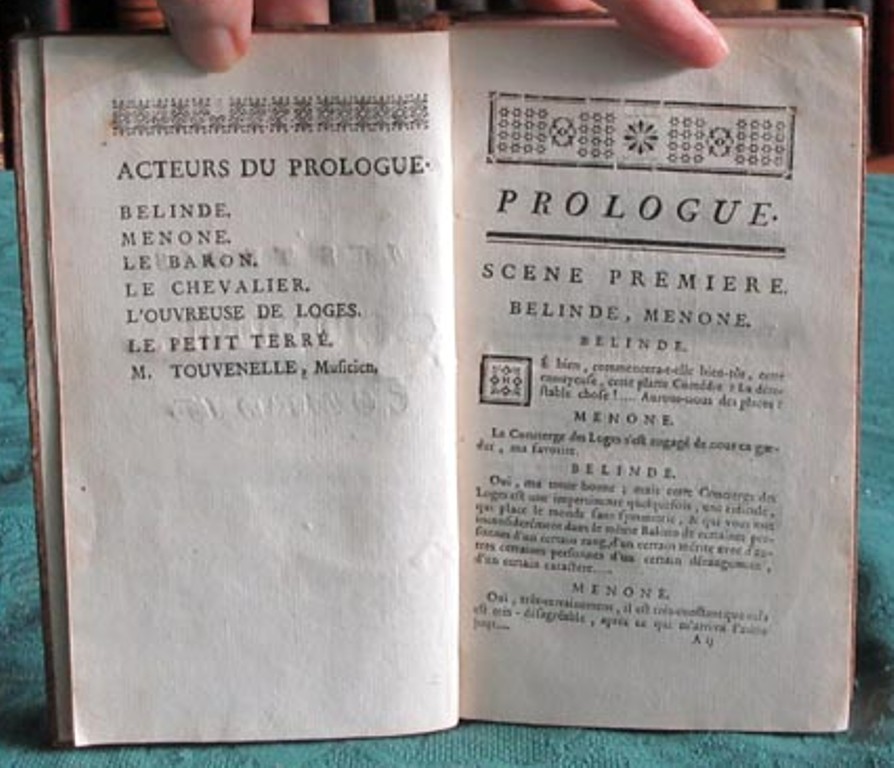 ACTEURS DU PROLOGUE.
BELINDE.
MENONE.
LE BARON.
LE CHEVALIER.
L'OUVREUSE DE LOGES.
LE PETIT TERRÉ.
M. TOUVENELLE, Muſicien.
PROLOGUE.
SCENE PREMIERE.
BELINDE, MENONE.
BELINDE.
É bien, commencera-t-elle bien-tôt, cette
ennuyeuſe, cette plate Comédie ? La déte-
ſtable choſe !.... Aurons-nous des places ?
MENONE.
Le Concierge des Loges s'eſt engagé de nous en gar-
der, ma favorite.
BELINDE.
Oui, ma toute bonne ; mais cette Concierge des
Loges eſt une impertinente quelquefois, une ridicule,
qui place le monde ſans ſymmetrie, & qui vous met
inconſiderément dans le même Balcon de certaines per-
ſonnes d'un certain rang, d'un certain mérite avec d'au-
tres certaines perſonnes d'un certain dérangement,
d'un certain caractere.....
MENONE.
Oui, très-certainement, il eſt très-conſtant que cela
eſt très-deſagréable, après ce qui m'arriva l'autre
jour....
A ij